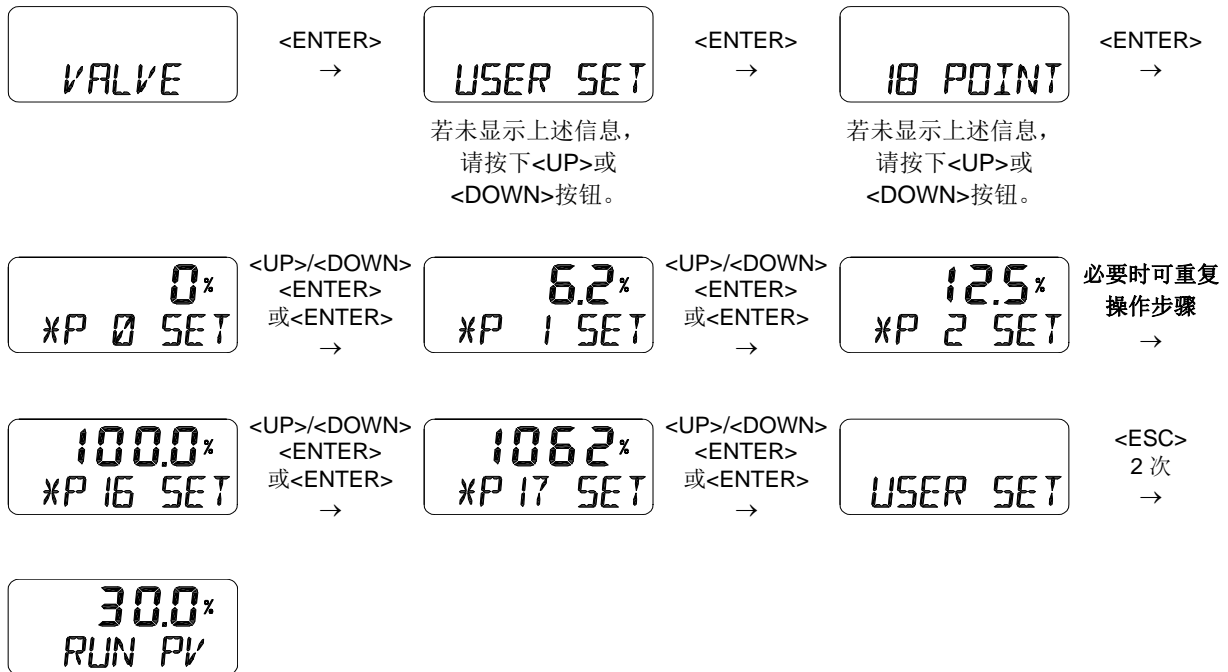 <ENTER>
<ENTER>
<ENTER>
→
→
→
VALVE
USER SET
18 POINT
若未显示上述信息，
请按下<UP>或
<DOWN>按钮。
若未显示上述信息，
请按下<UP>或
<DOWN>按钮。
0%
*P 0 SET
<UP>/<DOWN>
<ENTER>
或<ENTER>
→
6.2%
*P 1 SET
<UP>/<DOWN>
<ENTER>
或<ENTER>
→
12.5%
*P 2 SET
必要时可重复
操作步骤
→
100.0%
*P16 SET
<UP>/<DOWN>
<ENTER>
或<ENTER>
→
1062%
*P17 SET
<UP>/<DOWN>
<ENTER>
或<ENTER>
USER SET
<ESC>
2 次
→
→
30.0%
RUN PV